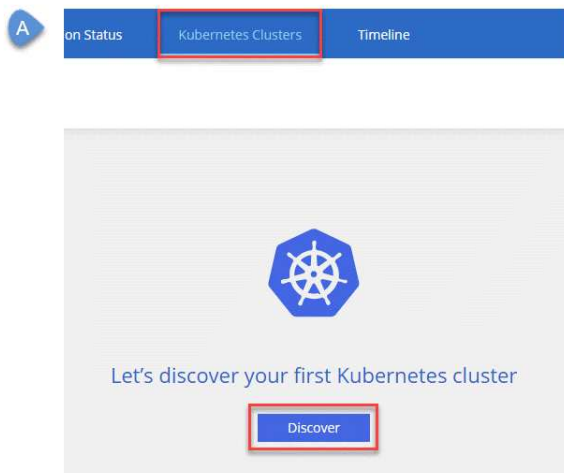 A
on Status Kubernetes Clusters Timeline
Let's discover your first Kubernetes cluster
Discover